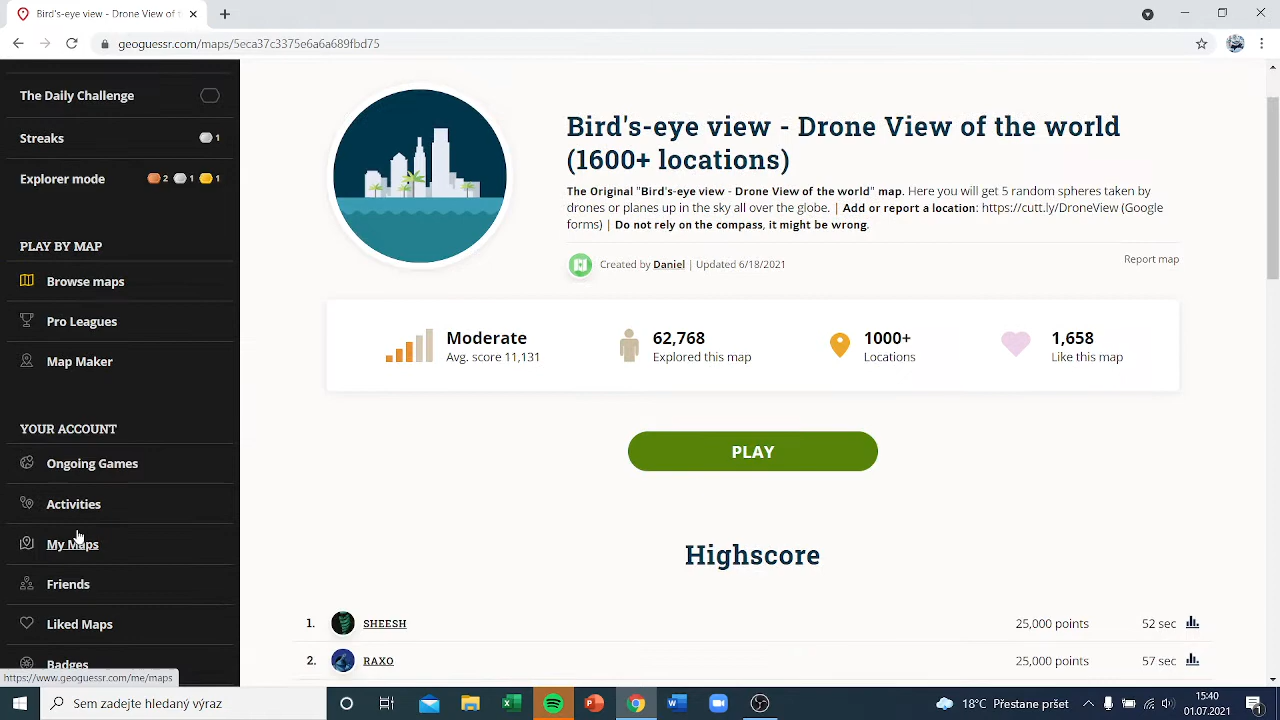 Bird's-eye view - Drone View of t
geoguessr.com/maps/5eca37c3375e6a6a689fbd75
The Daily Challenge
Streaks 1
Explorer mode 2 1 1
PLAY BY MAP
Browse maps
Pro Leagues
Map Maker
YOUR ACCOUNT
Ongoing Games
Activities
My Maps
Friends
Liked Maps
Badges
https://www.geoguessr.com/me/maps
Bird's-eye view - Drone View of the world
(1600+ locations)
The Original "Bird's-eye view - Drone View of the world" map. Here you will get 5 random spheres taken by
drones or planes up in the sky all over the globe. | Add or report a location: https://cutt.ly/DroneView (Google
forms) | Do not rely on the compass, it might be wrong.
Created by Daniel | Updated 6/18/2021
Report map
Moderate
Avg. score 11,131
62,768
Explored this map
1000+
Locations
1,658
Like this map
PLAY
Highscore
1. SHEESH 25,000 points 52 sec
2. RAXO 25,000 points 57 sec
Sem zadejte hledaný výraz
18°C Přestane pršet
15:40
01.07.2021
1